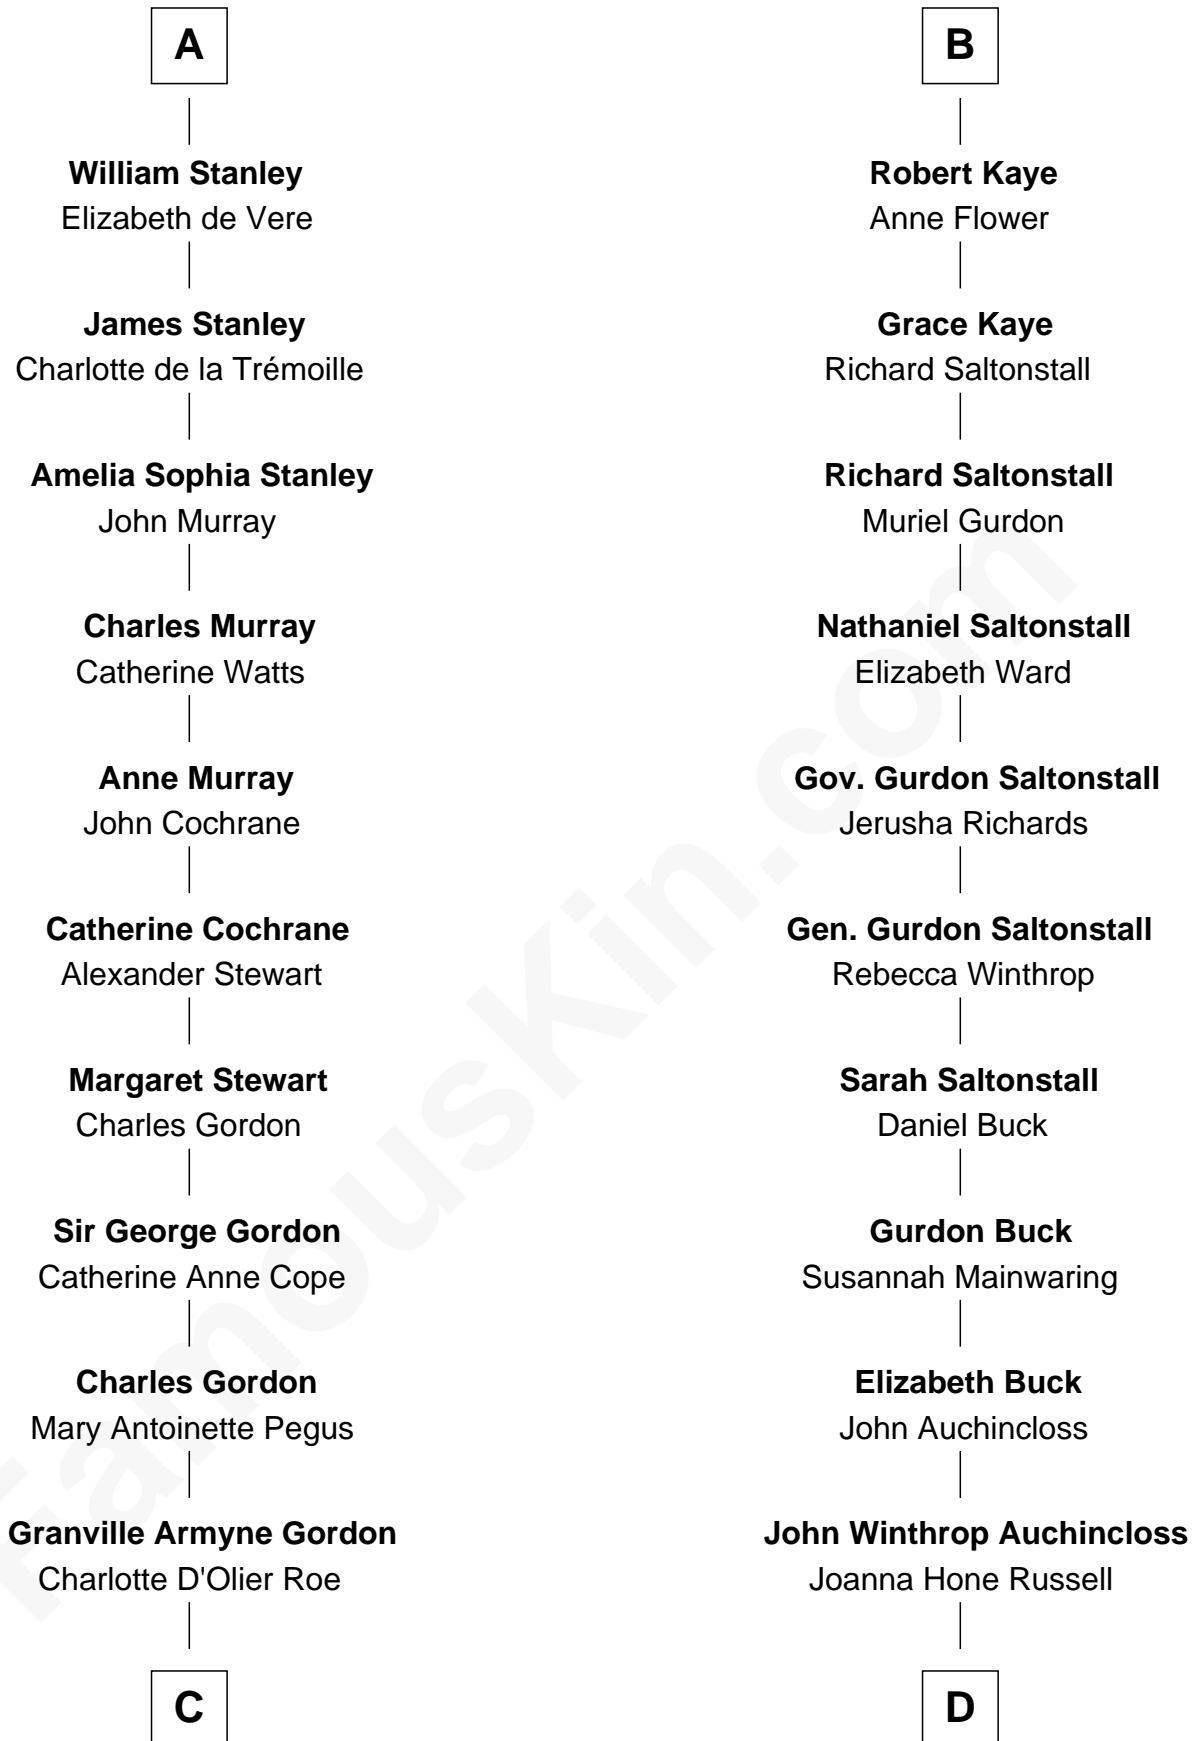 A
William Stanley
Elizabeth de Vere
James Stanley
Charlotte de la Trémoille
Amelia Sophia Stanley
John Murray
Charles Murray
Catherine Watts
Anne Murray
John Cochrane
Catherine Cochrane
Alexander Stewart
Margaret Stewart
Charles Gordon
Sir George Gordon
Catherine Anne Cope
Charles Gordon
Mary Antoinette Pegus
Granville Armyne Gordon
Charlotte D'Olier Roe
C
B
Robert Kaye
Anne Flower
Grace Kaye
Richard Saltonstall
Richard Saltonstall
Muriel Gurdon
Nathaniel Saltonstall
Elizabeth Ward
Gov. Gurdon Saltonstall
Jerusha Richards
Gen. Gurdon Saltonstall
Rebecca Winthrop
Sarah Saltonstall
Daniel Buck
Gurdon Buck
Susannah Mainwaring
Elizabeth Buck
John Auchincloss
John Winthrop Auchincloss
Joanna Hone Russell
D
FamousKin.com